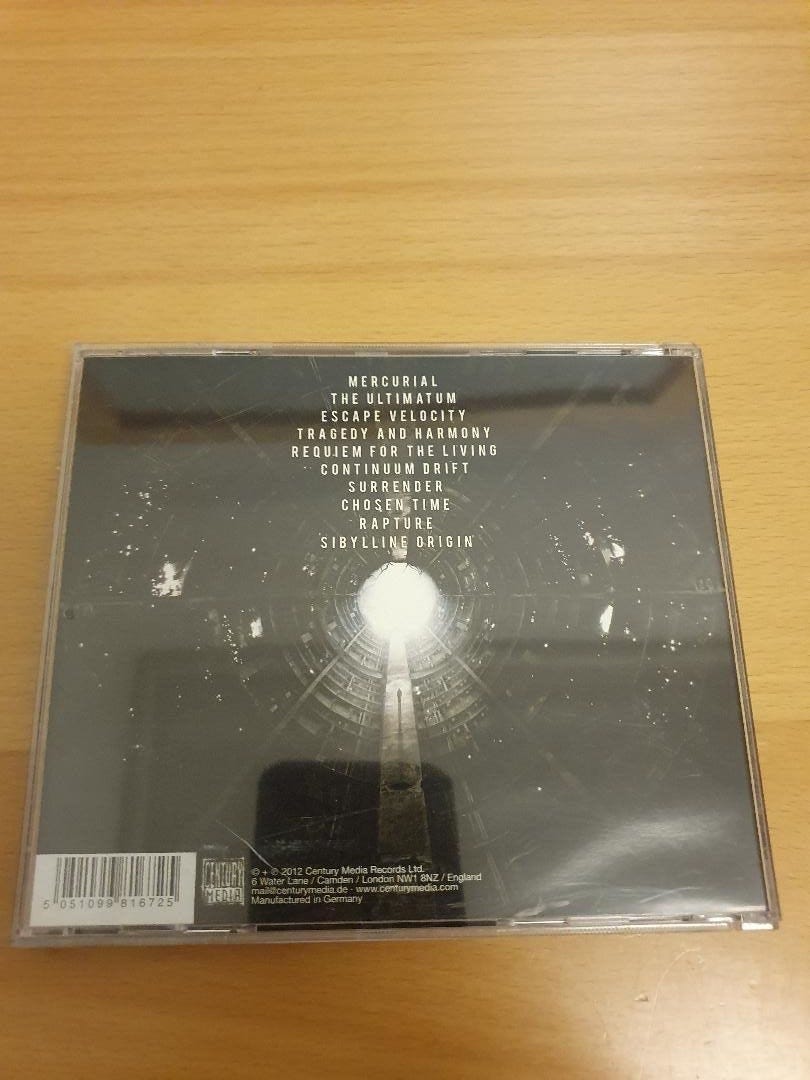 MERCURIAL
THE ULTIMATUM
ESCAPE VELOCITY
TRAGEDY AND HARMONY
REQUIEM FOR THE LIVING
CONTINUUM DRIFT
SURRENDER
CHOSEN TIME
RAPTURE
SIBYLLINE ORIGIN
5 051099 816725
CENTURY
MEDIA
© + ℗ 2012 Century Media Records Ltd.
6 Water Lane / Camden / London NW1 8NZ / England
mail@centurymedia.de - www.centurymedia.com
Manufactured in Germany